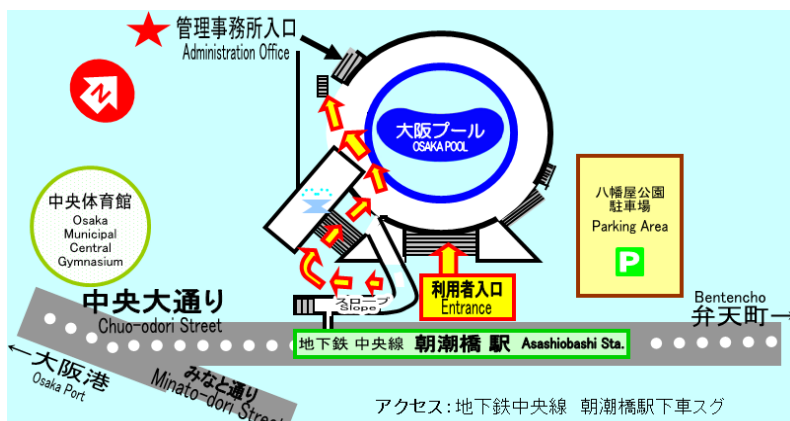 ★管理事務所入口
Administration Office
N
大阪プール
OSAKA POOL
中央体育館
Osaka
Municipal
Central
Gymnasium
八幡屋公園
駐車場
Parking Area
P
スロープ
Slope
利用者入口
Entrance
中央大通り
Chuo-odori Street
Bentencho
弁天町→
地下鉄 中央線 朝潮橋 駅 Asashiobashi Sta.
←大阪港
Osaka Port
みなと通り
Minato-dori Street
アクセス:地下鉄中央線 朝潮橋駅下車スグ